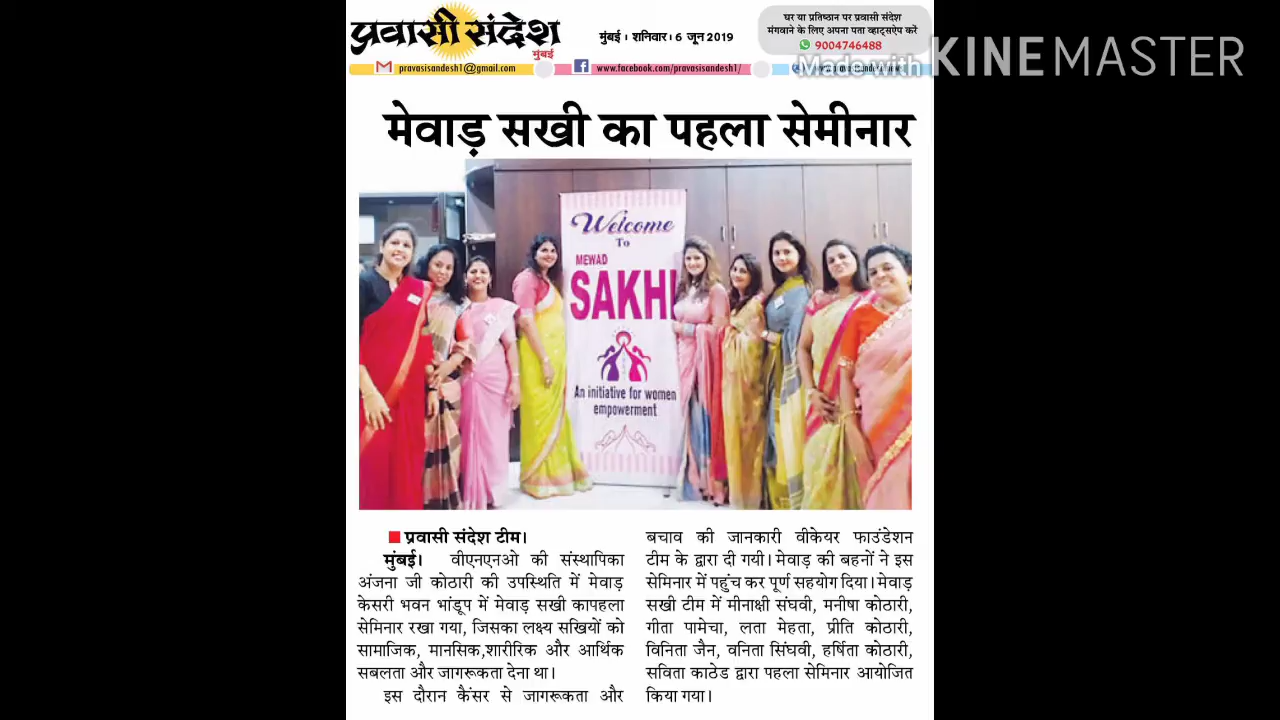 प्रवासी संदेश
मुंबई
मुंबई । शनिवार। 6 जून 2019
घर या प्रतिष्ठान पर प्रवासी संदेश
मंगवाने के लिए अपना पता व्हाट्सऐप करें
9004746488
pravasisandesh1@gmail.com
www.facebook.com/pravasisandesh1/
Made with KINEMASTER
मेवाड़ सखी का पहला सेमीनार
Welcome
To
MEWAD
SAKHI
An initiative for women
empowerment
प्रवासी संदेश टीम।
मुंबई। वीएनएनओ की संस्थापिका
अंजना जी कोठारी की उपस्थिति में मेवाड़
केसरी भवन भांडूप में मेवाड़ सखी कापहला
सेमिनार रखा गया, जिसका लक्ष्य सखियों को
सामाजिक, मानसिक,शारीरिक और आर्थिक
सबलता और जागरूकता देना था।
इस दौरान कैंसर से जागरूकता और
बचाव की जानकारी वीकेयर फाउंडेशन
टीम के द्वारा दी गयी। मेवाड़ की बहनों ने इस
सेमिनार में पहुंच कर पूर्ण सहयोग दिया। मेवाड़
सखी टीम में मीनाक्षी संघवी, मनीषा कोठारी,
गीता पामेचा, लता मेहता, प्रीति कोठारी,
विनिता जैन, वनिता सिंघवी, हर्षिता कोठारी,
सविता काठेड द्वारा पहला सेमिनार आयोजित
किया गया।